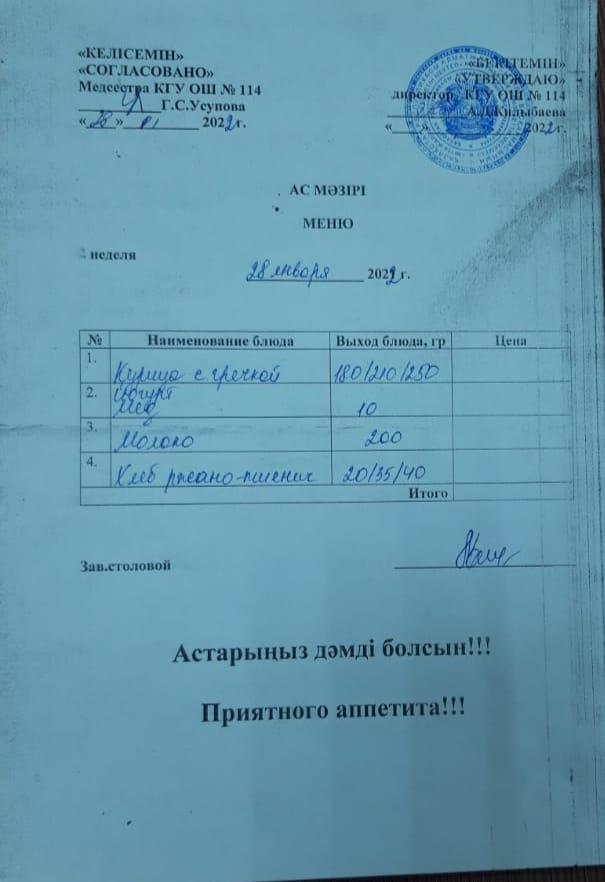 «КЕЛІСЕМІН»
«СОГЛАСОВАНО»
Медсестра КГУ ОШ № 114
Г.С.Усупова
«28» 01 2022г.
«БЕКІТЕМІН»
«УТВЕРЖДАЮ»
директор КГУ ОШ № 114
2022г.
АС МӘЗІРІ
МЕНЮ
неделя
28 января 2022 г.
№ Наименование блюда Выход блюда, гр Цена
1. Курица с гречкой 180/210/250
2. Йогурт
Мёд 10
3. Молоко 200
4. Хлеб ржано-пшенич 20/35/40
Итого
Зав.столовой
Астарыңыз дәмді болсын!!!
Приятного аппетита!!!